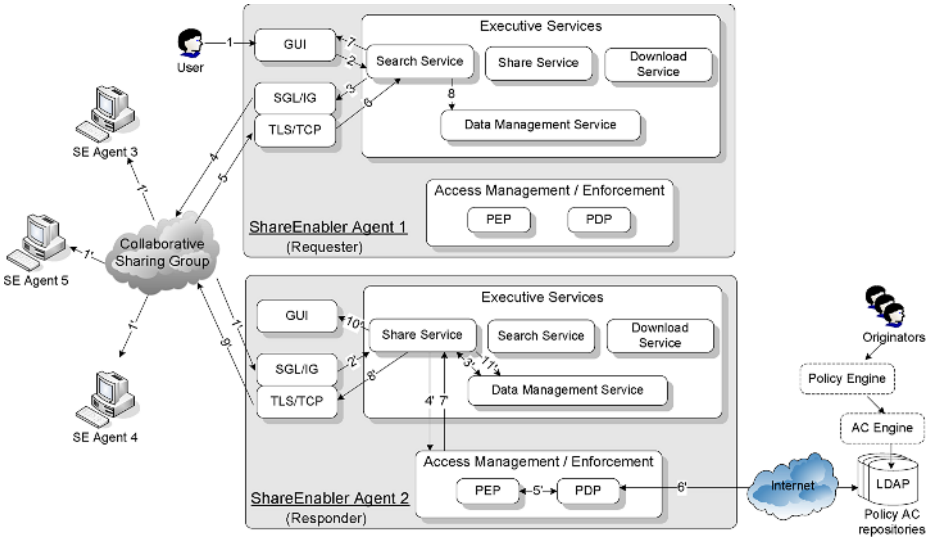 Executive Services
User
1
GUI
7
2
Search Service
Share Service
Download
Service
SGL/IG
3
6
8
TLS/TCP
Data Management Service
4
5
SE Agent 3
1'
Access Management / Enforcement
PEP
PDP
ShareEnabler Agent 1
(Requester)
Collaborative
Sharing Group
1'
SE Agent 5
1'
1'
9'
SE Agent 4
Executive Services
GUI
10'
Share Service
Search Service
Download
Service
SGL/IG
2'
8'
3'
11'
TLS/TCP
Data Management Service
4'
7'
Access Management / Enforcement
PEP
5'
PDP
6'
ShareEnabler Agent 2
(Responder)
Originators
Policy Engine
AC Engine
Internet
LDAP
Policy AC
repositories